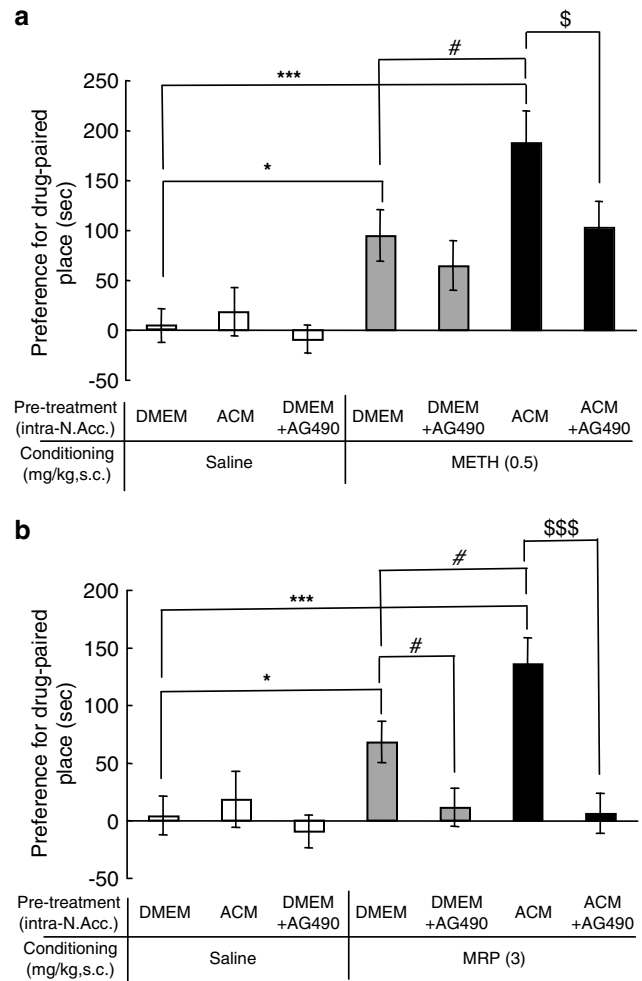 a
$
#
***
*
250
200
150
100
50
0
-50
Preference for drug-paired
place (sec)
Pre-treatment
(intra-N.Acc.)
DMEM ACM DMEM +AG490 DMEM DMEM +AG490 ACM ACM +AG490
Conditioning
(mg/kg,s.c.)
Saline METH (0.5)
b
$$$
#
***
#
*
200
150
100
50
0
-50
Preference for drug-paired
place (sec)
Pre-treatment
(intra-N.Acc.)
DMEM ACM DMEM +AG490 DMEM DMEM +AG490 ACM ACM +AG490
Conditioning
(mg/kg,s.c.)
Saline MRP (3)